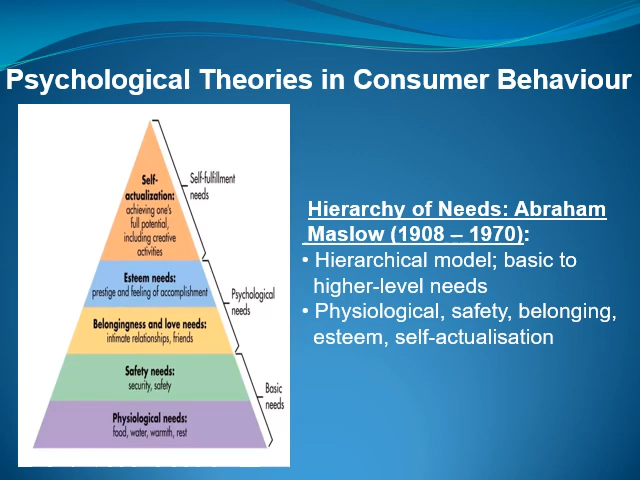 Psychological Theories in Consumer Behaviour
Self-
actualization:
achieving one's
full potential,
including creative
activities
Self-fulfillment
needs
Esteem needs:
prestige and feeling of accomplishment
Psychological
needs
Belongingness and love needs:
intimate relationships, friends
Safety needs:
security, safety
Basic
needs
Physiological needs:
food, water, warmth, rest
Hierarchy of Needs: Abraham
Maslow (1908 – 1970):
• Hierarchical model; basic to
higher-level needs
• Physiological, safety, belonging,
esteem, self-actualisation